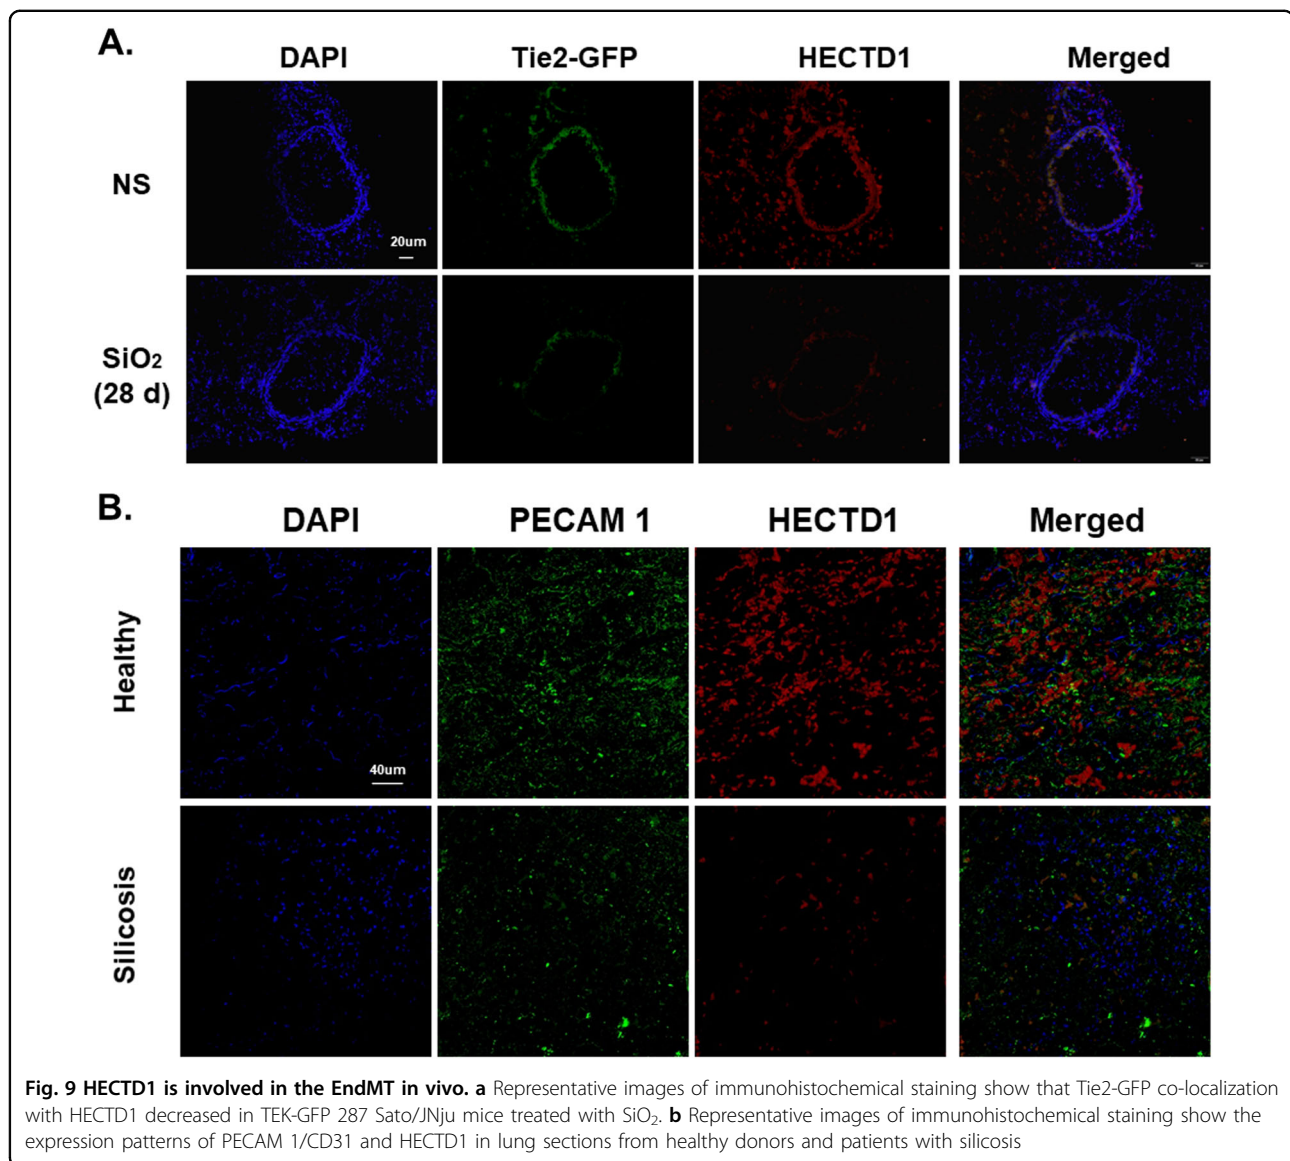 A.
DAPI Tie2-GFP HECTD1 Merged
NS
20um
SiO2
(28 d)
B.
DAPI PECAM 1 HECTD1 Merged
Healthy
40um
Silicosis
Fig. 9 HECTD1 is involved in the EndMT in vivo. a Representative images of immunohistochemical staining show that Tie2-GFP co-localization
with HECTD1 decreased in TEK-GFP 287 Sato/JNju mice treated with SiO₂. b Representative images of immunohistochemical staining show the
expression patterns of PECAM 1/CD31 and HECTD1 in lung sections from healthy donors and patients with silicosis